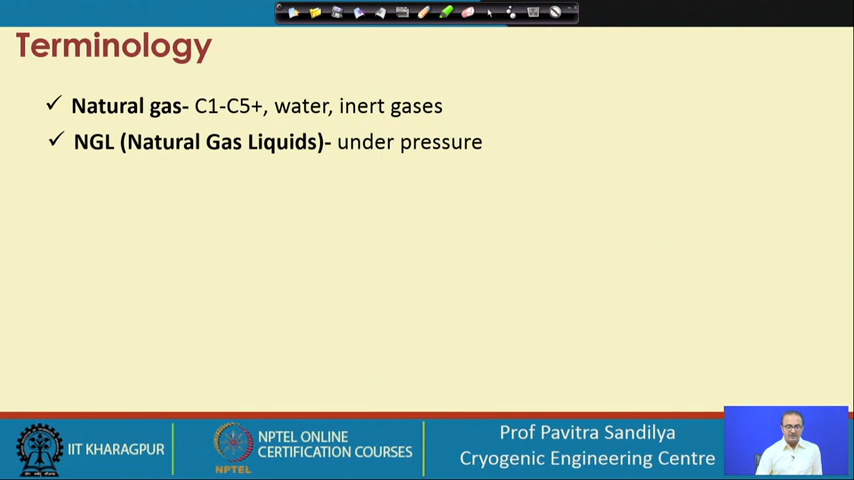 Terminology
✓ Natural gas- C1-C5+, water, inert gases
✓ NGL (Natural Gas Liquids)- under pressure
IIT KHARAGPUR
NPTEL
NPTEL ONLINE
CERTIFICATION COURSES
Prof Pavitra Sandilya
Cryogenic Engineering Centre